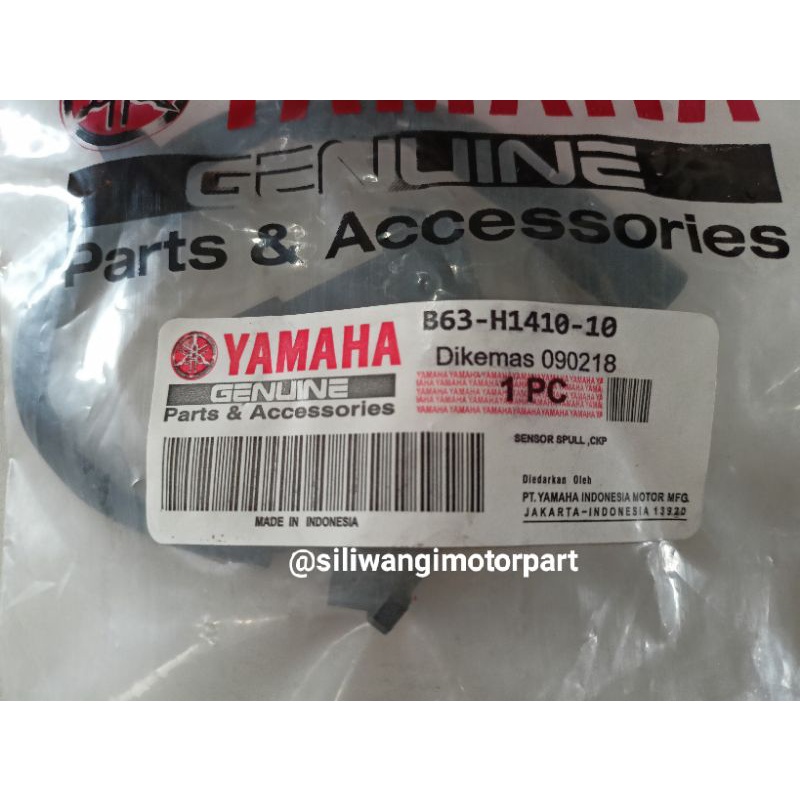 YAMAHA
GENUINE
Parts & Accessories
YAMAHA
GENUINE
Parts & Accessories
B63-H1410-10
Dikemas 090218
1 PC
SENSOR SPULL ,CKP
Diedarkan Oleh
PT. YAMAHA INDONESIA MOTOR MFG.
JAKARTA-INDONESIA 13920
MADE IN INDONESIA
@siliwangimotorpart